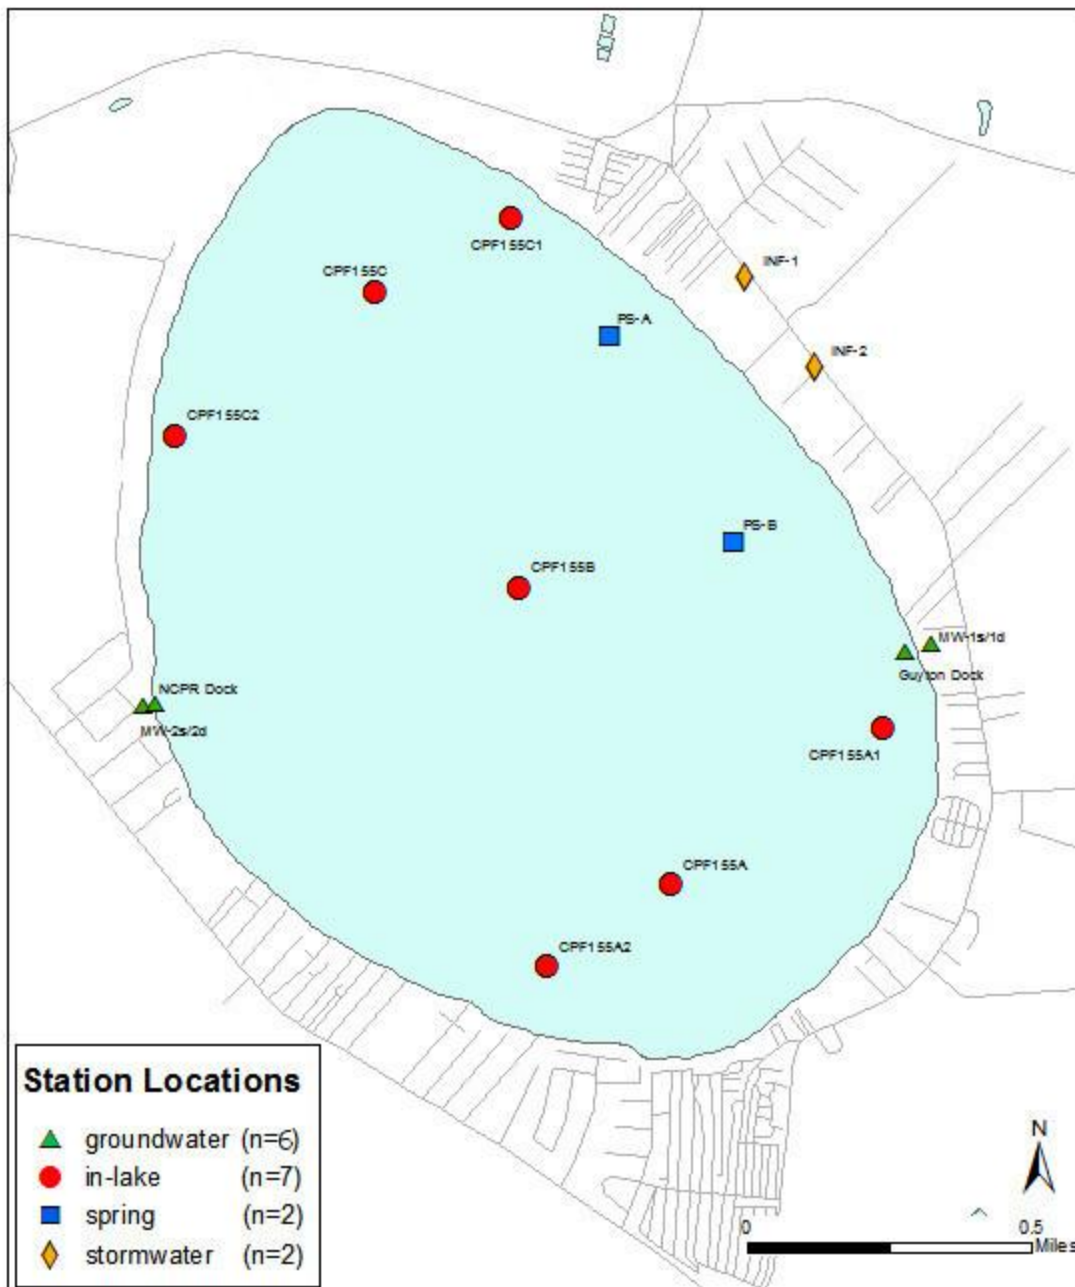 CPF155C1
CPF155C
INF-1
PS-A
INF-2
CPF155C2
PS-B
CPF155B
MW-1s/1d
Guyton Dock
NCPR Dock
MW-2s/2d
CPF155A1
CPF155A
CPF155A2
Station Locations
groundwater (n=6)
in-lake (n=7)
spring (n=2)
stormwater (n=2)
N
0 0.5
Miles